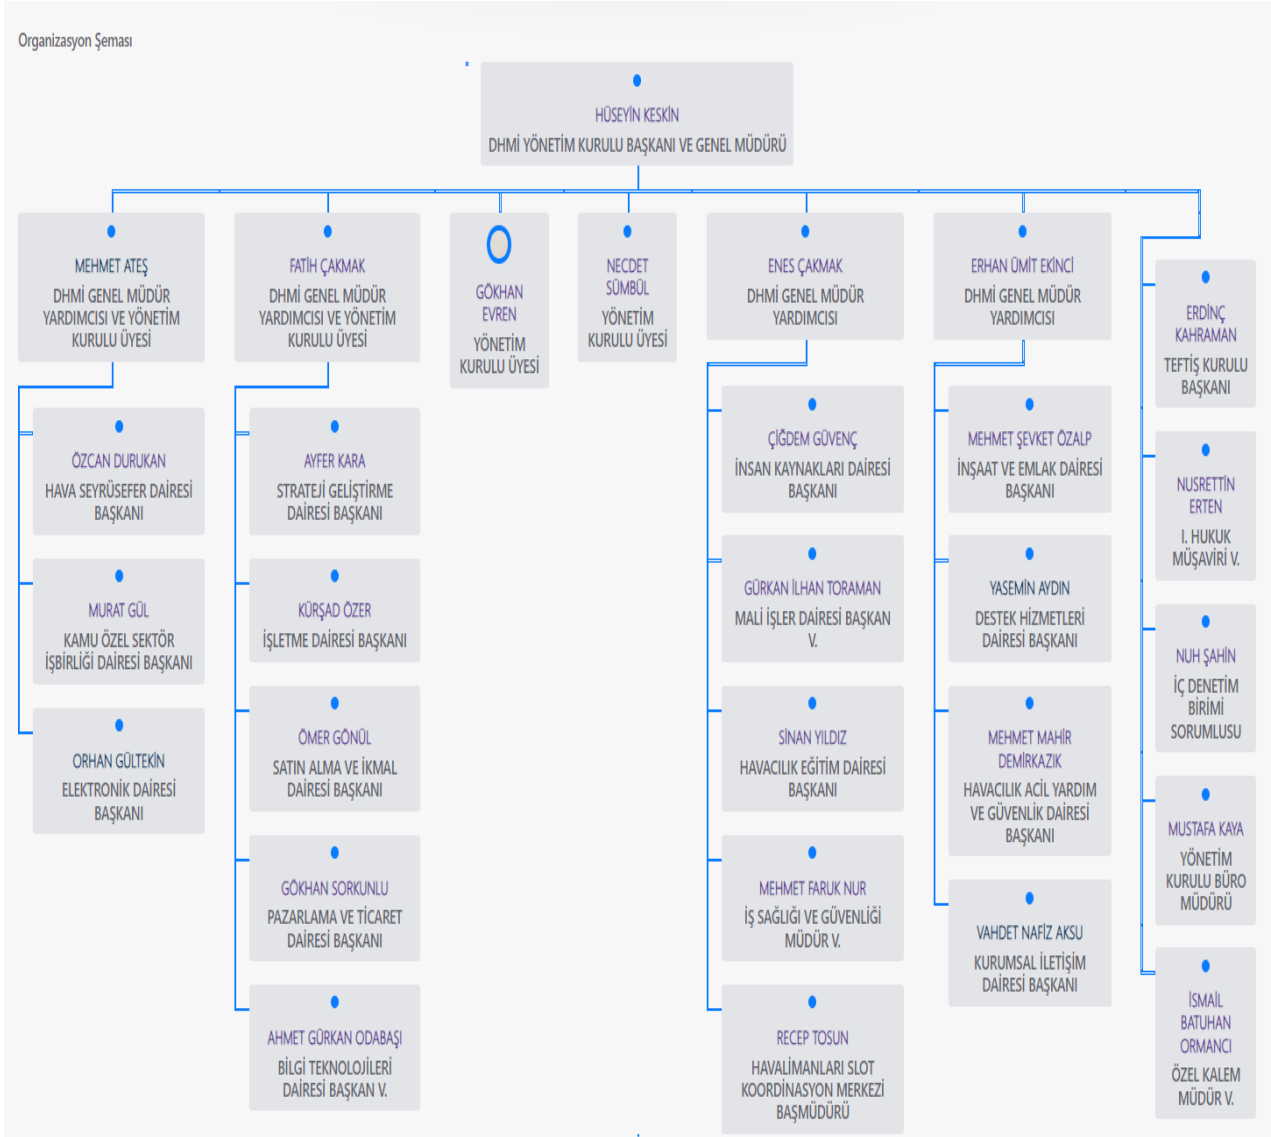 Organizasyon Şeması
HÜSEYİN KESKİN
DHMİ YÖNETİM KURULU BAŞKANI VE GENEL MÜDÜRÜ
MEHMET ATEŞ
DHMİ GENEL MÜDÜR
YARDIMCISI VE YÖNETİM
KURULU ÜYESİ
ÖZCAN DURUKAN
HAVA SEYRÜSEFER DAİRESİ
BAŞKANI
MURAT GÜL
KAMU ÖZEL SEKTÖR
İŞBİRLİĞİ DAİRESİ BAŞKANI
ORHAN GÜLTEKİN
ELEKTRONİK DAİRESİ
BAŞKANI
FATİH ÇAKMAK
DHMİ GENEL MÜDÜR
YARDIMCISI VE YÖNETİM
KURULU ÜYESİ
AYFER KARA
STRATEJİ GELİŞTİRME
DAİRESİ BAŞKANI
KÜRŞAD ÖZER
İŞLETME DAİRESİ BAŞKANI
ÖMER GÖNÜL
SATIN ALMA VE İKMAL
DAİRESİ BAŞKANI
GÖKHAN SORKUNLU
PAZARLAMA VE TİCARET
DAİRESİ BAŞKANI
AHMET GÜRKAN ODABAŞI
BİLGİ TEKNOLOJİLERİ
DAİRESİ BAŞKAN V.
GÖKHAN
EVREN
YÖNETİM
KURULU ÜYESİ
NECDET
SÜMBÜL
YÖNETİM
KURULU ÜYESİ
ENES ÇAKMAK
DHMİ GENEL MÜDÜR
YARDIMCISI
ÇİĞDEM GÜVENÇ
İNSAN KAYNAKLARI DAİRESİ
BAŞKANI
GÜRKAN İLHAN TORAMAN
MALİ İŞLER DAİRESİ BAŞKAN
V.
SİNAN YILDIZ
HAVACILIK EĞİTİM DAİRESİ
BAŞKANI
MEHMET FARUK NUR
İŞ SAĞLIĞI VE GÜVENLİĞİ
MÜDÜR V.
RECEP TOSUN
HAVALİMANLARI SLOT
KOORDİNASYON MERKEZİ
BAŞMÜDÜRÜ
ERHAN ÜMİT EKİNCİ
DHMİ GENEL MÜDÜR
YARDIMCISI
MEHMET ŞEVKET ÖZALP
İNŞAAT VE EMLAK DAİRESİ
BAŞKANI
YASEMİN AYDIN
DESTEK HİZMETLERİ
DAİRESİ BAŞKANI
MEHMET MAHİR
DEMİRKAZIK
HAVACILIK ACİL YARDIM
VE GÜVENLİK DAİRESİ
BAŞKANI
VAHDET NAFİZ AKSU
KURUMSAL İLETİŞİM
DAİRESİ BAŞKANI
ERDİNÇ
KAHRAMAN
TEFTİŞ KURULU
BAŞKANI
NUSRETTİN
ERTEN
I. HUKUK
MÜŞAVİRİ V.
NUH ŞAHİN
İÇ DENETİM
BİRİMİ
SORUMLUSU
MUSTAFA KAYA
YÖNETİM
KURULU BÜRO
MÜDÜRÜ
İSMAİL
BATUHAN
ORMANCI
ÖZEL KALEM
MÜDÜR V.